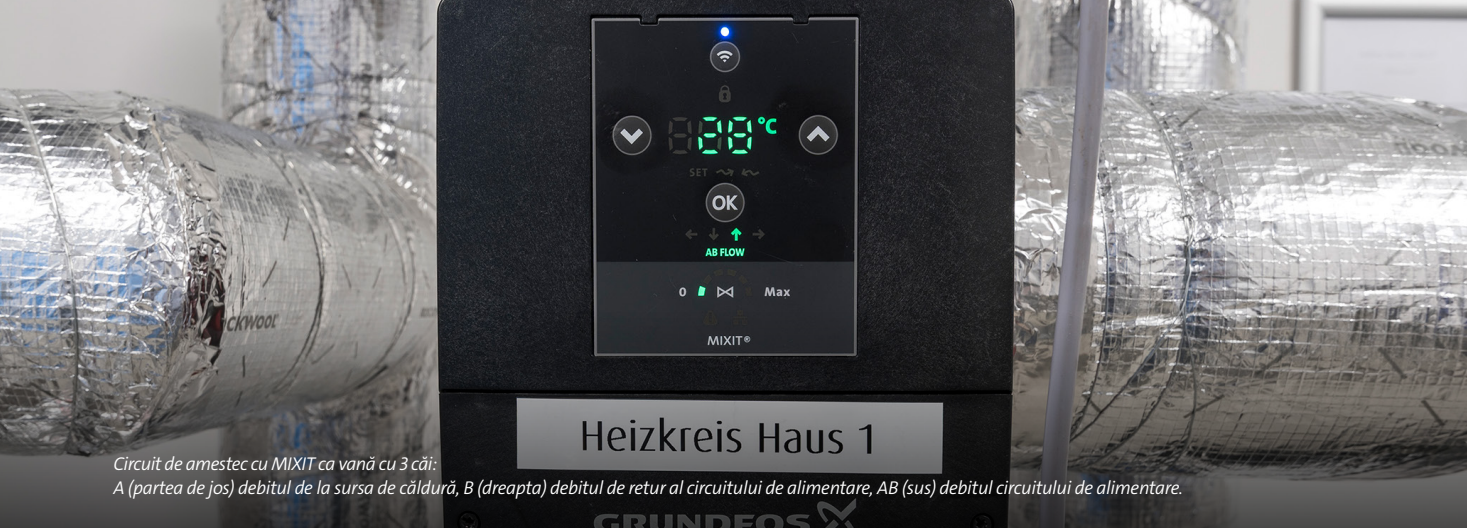 28 °C
SET
OK
AB FLOW
0 Max
MIXIT®
ROCKWOOL
Heizkreis Haus 1
Circuit de amestec cu MIXIT ca vană cu 3 căi:
A (partea de jos) debitul de la sursa de căldură, B (dreapta) debitul de retur al circuitului de alimentare, AB (sus) debitul circuitului de alimentare.
GRUNDFOS